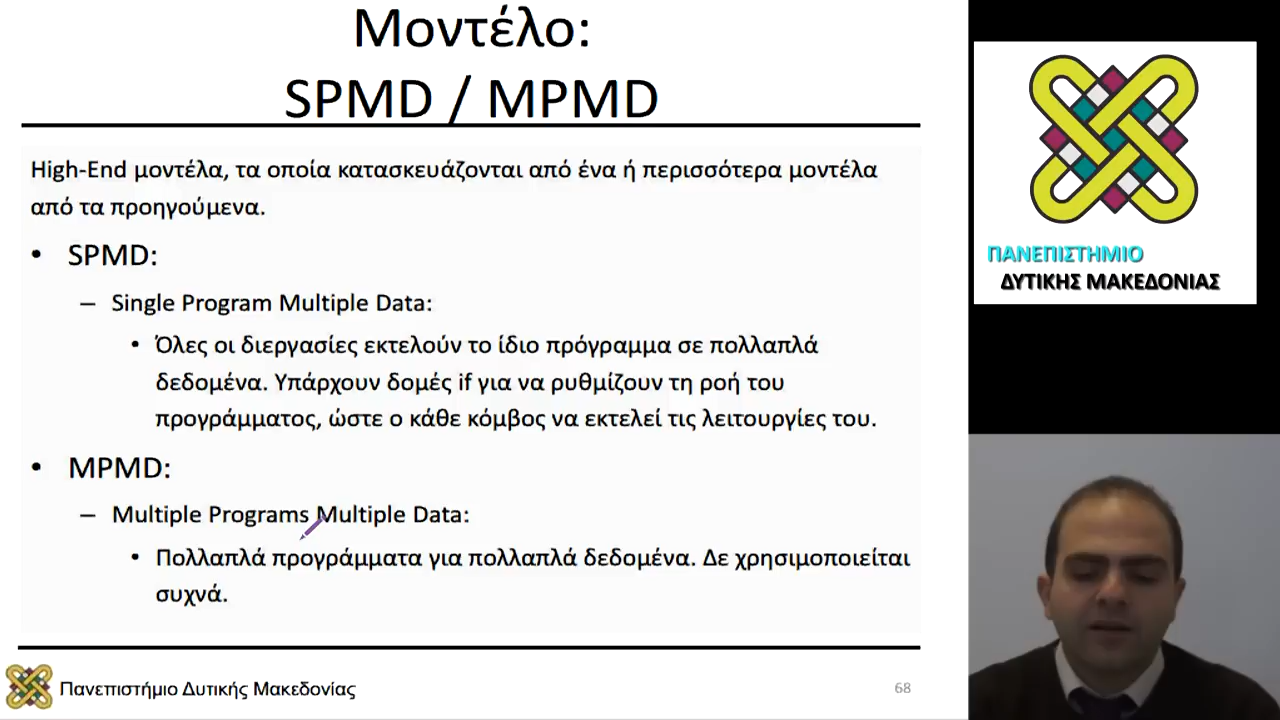 Μοντέλο:
SPMD / MPMD
High-End μοντέλα, τα οποία κατασκευάζονται από ένα ή περισσότερα μοντέλα
από τα προηγούμενα.
• SPMD:
– Single Program Multiple Data:
• Όλες οι διεργασίες εκτελούν το ίδιο πρόγραμμα σε πολλαπλά
δεδομένα. Υπάρχουν δομές if για να ρυθμίζουν τη ροή του
προγράμματος, ώστε ο κάθε κόμβος να εκτελεί τις λειτουργίες του.
• MPMD:
– Multiple Programs Multiple Data:
• Πολλαπλά προγράμματα για πολλαπλά δεδομένα. Δε χρησιμοποιείται
συχνά.
Πανεπιστήμιο Δυτικής Μακεδονίας
68
ΠΑΝΕΠΙΣΤΗΜΙΟ
ΔΥΤΙΚΗΣ ΜΑΚΕΔΟΝΙΑΣ